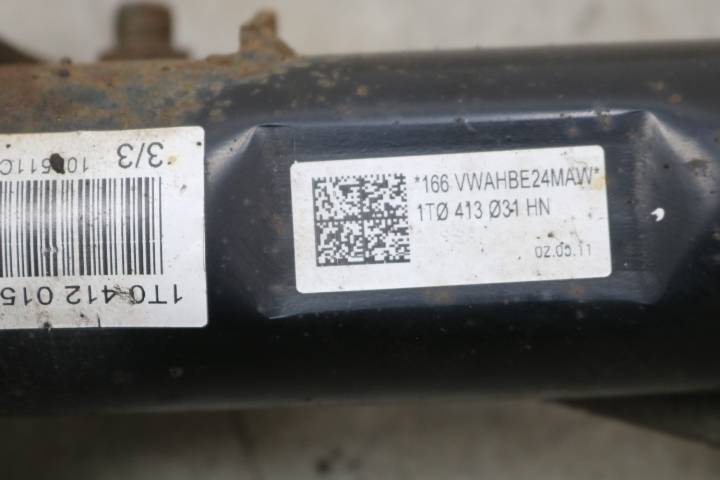 3/3
1T0 412 015
*166 VWAHBE24MAW*
1TØ 413 Ø31 HN
02.05.11